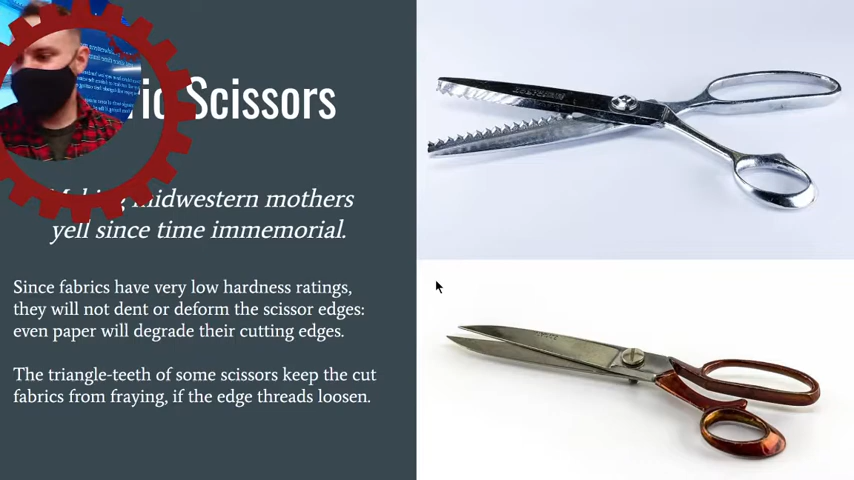 Scissors
midwestern mothers
yell since time immemorial.
Since fabrics have very low hardness ratings,
they will not dent or deform the scissor edges:
even paper will degrade their cutting edges.
The triangle-teeth of some scissors keep the cut
fabrics from fraying, if the edge threads loosen.